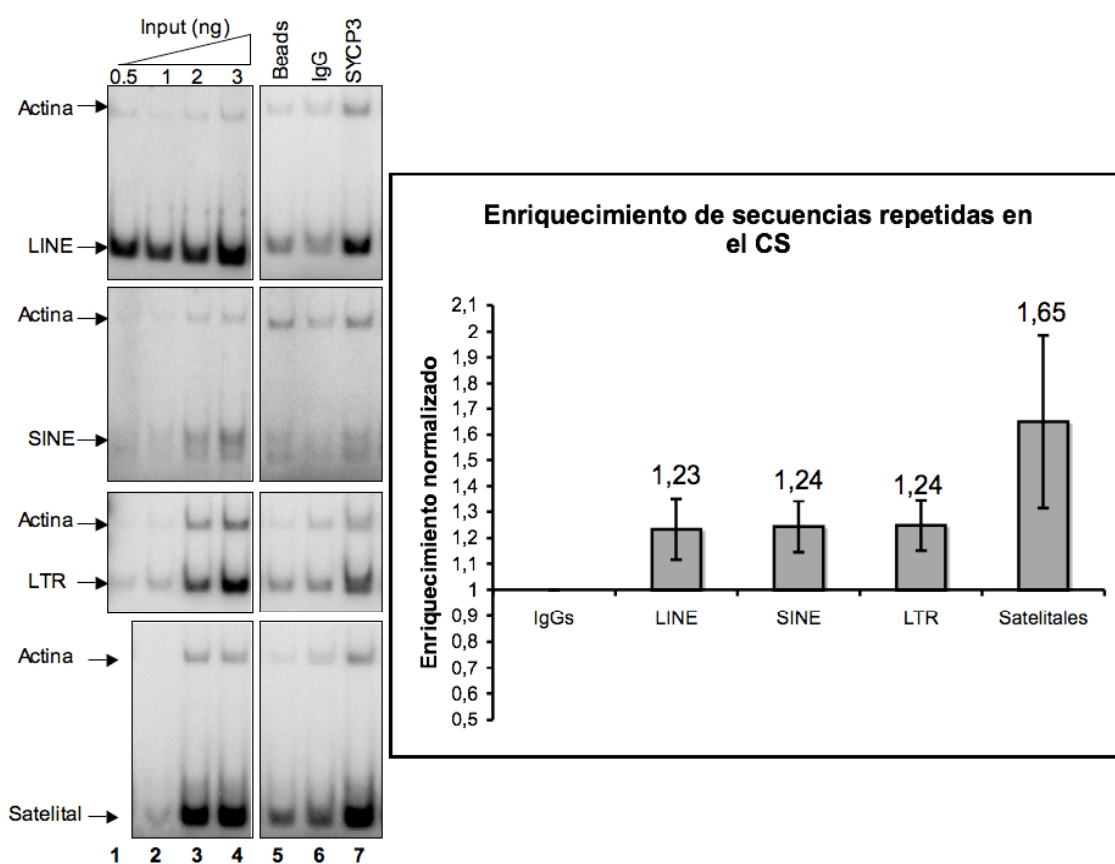 Input (ng)
0.5 1 2 3
Beads
IgG
SYCP3
Actina
LINE
Actina
SINE
Actina
LTR
Actina
Satelital
1 2 3 4 5 6 7
Enriquecimiento de secuencias repetidas en
el CS
Enriquecimiento normalizado
2,1
2
1,9
1,8
1,7
1,6
1,5
1,4
1,3
1,2
1,1
1
0,9
0,8
0,7
0,6
0,5
1,23
1,24
1,24
1,65
IgGs LINE SINE LTR Satelitales